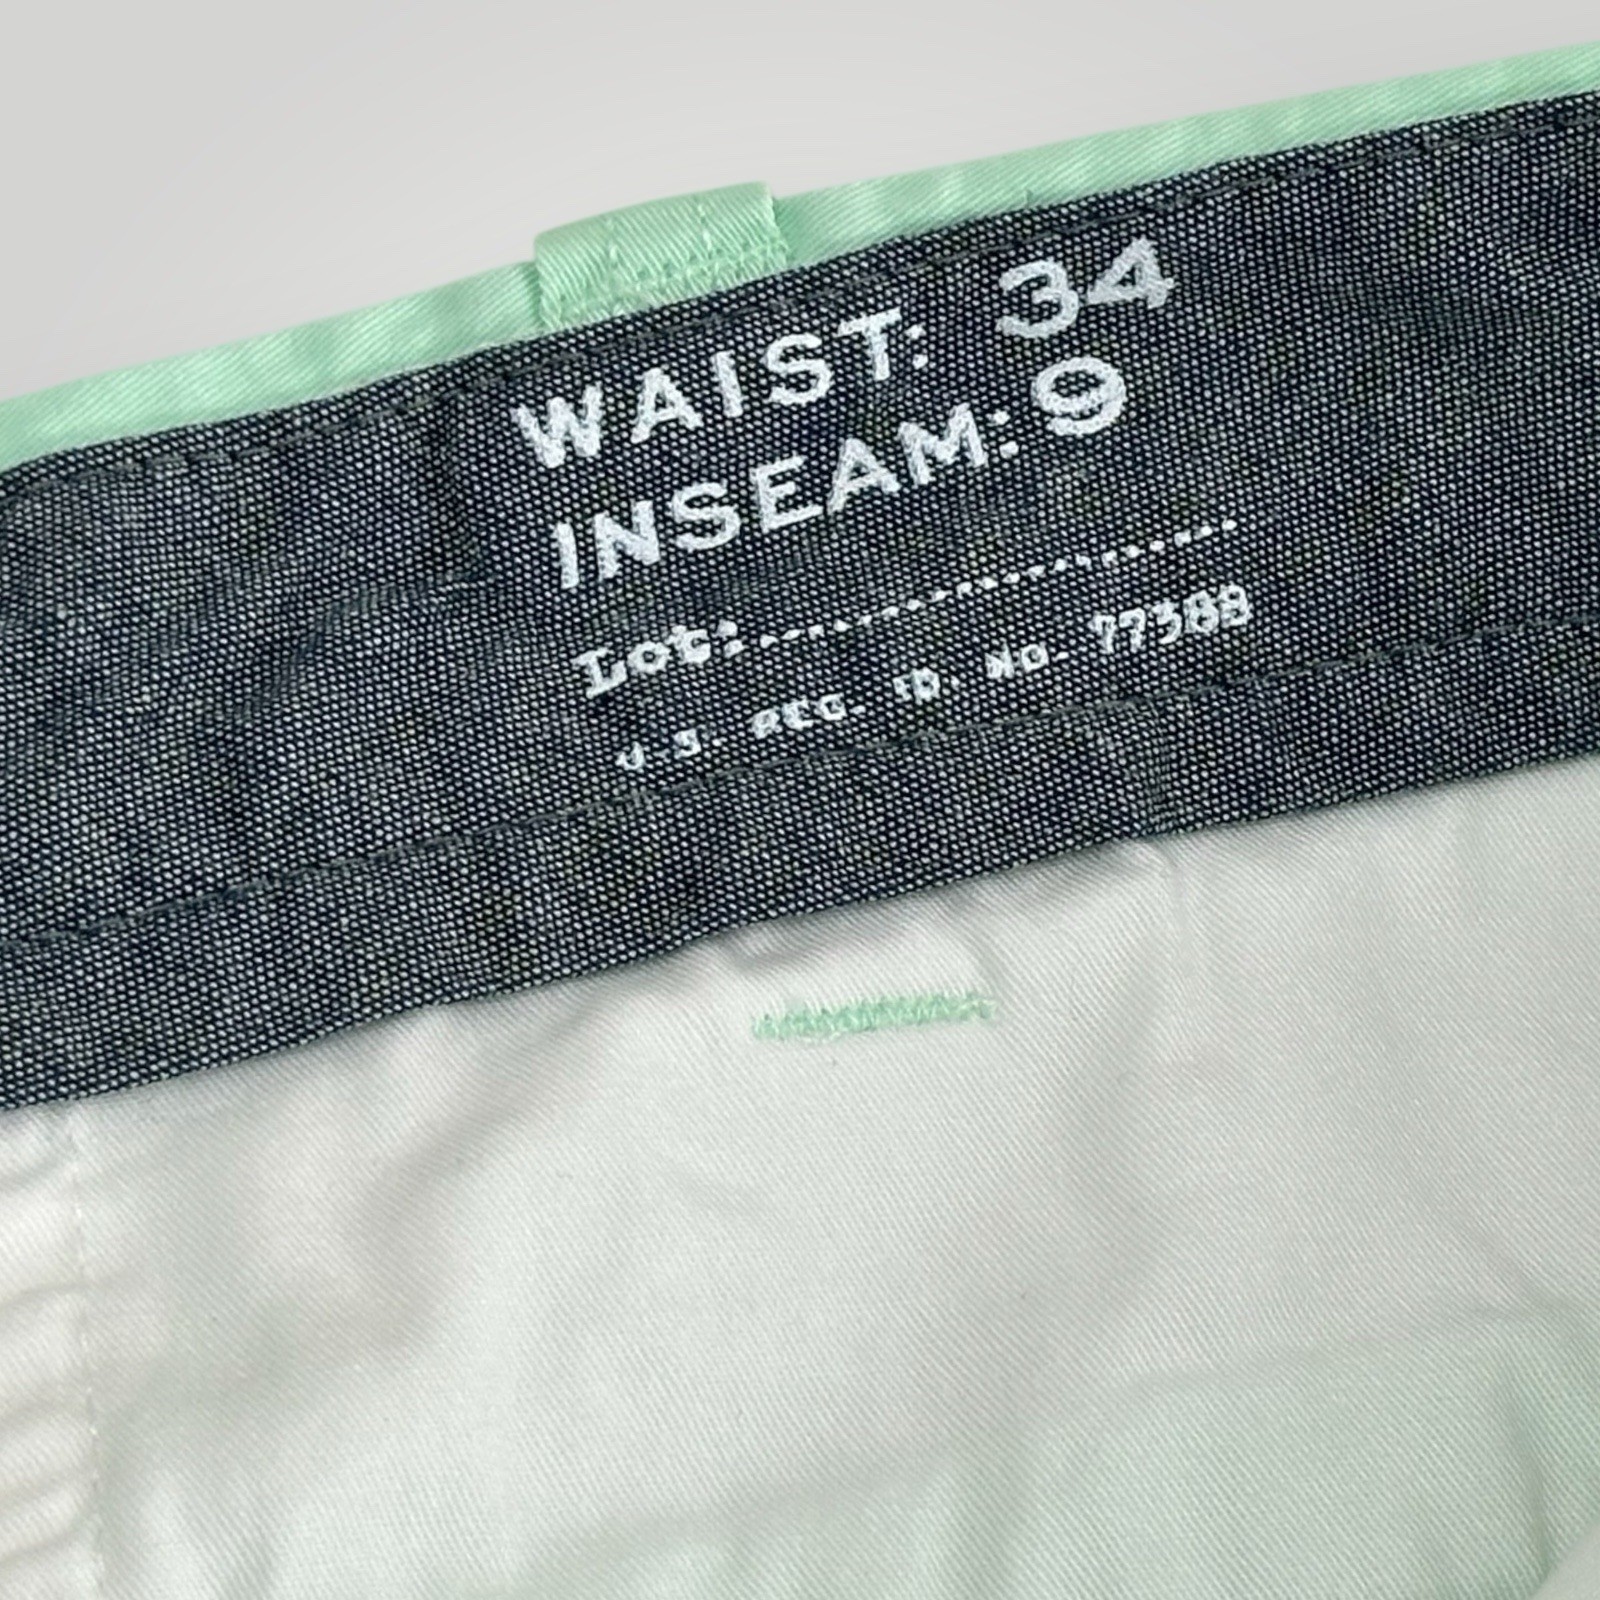 WAIST: 34
INSEAM: 9
Lot:..............................
U.S. REG. ID. NO. 77388